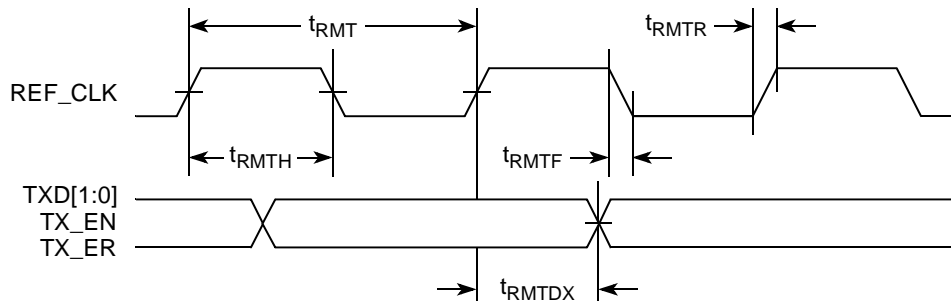 tRMT
tRMTR
REF_CLK
tRMTH
tRMTF
TXD[1:0]
TX_EN
TX_ER
tRMTDX